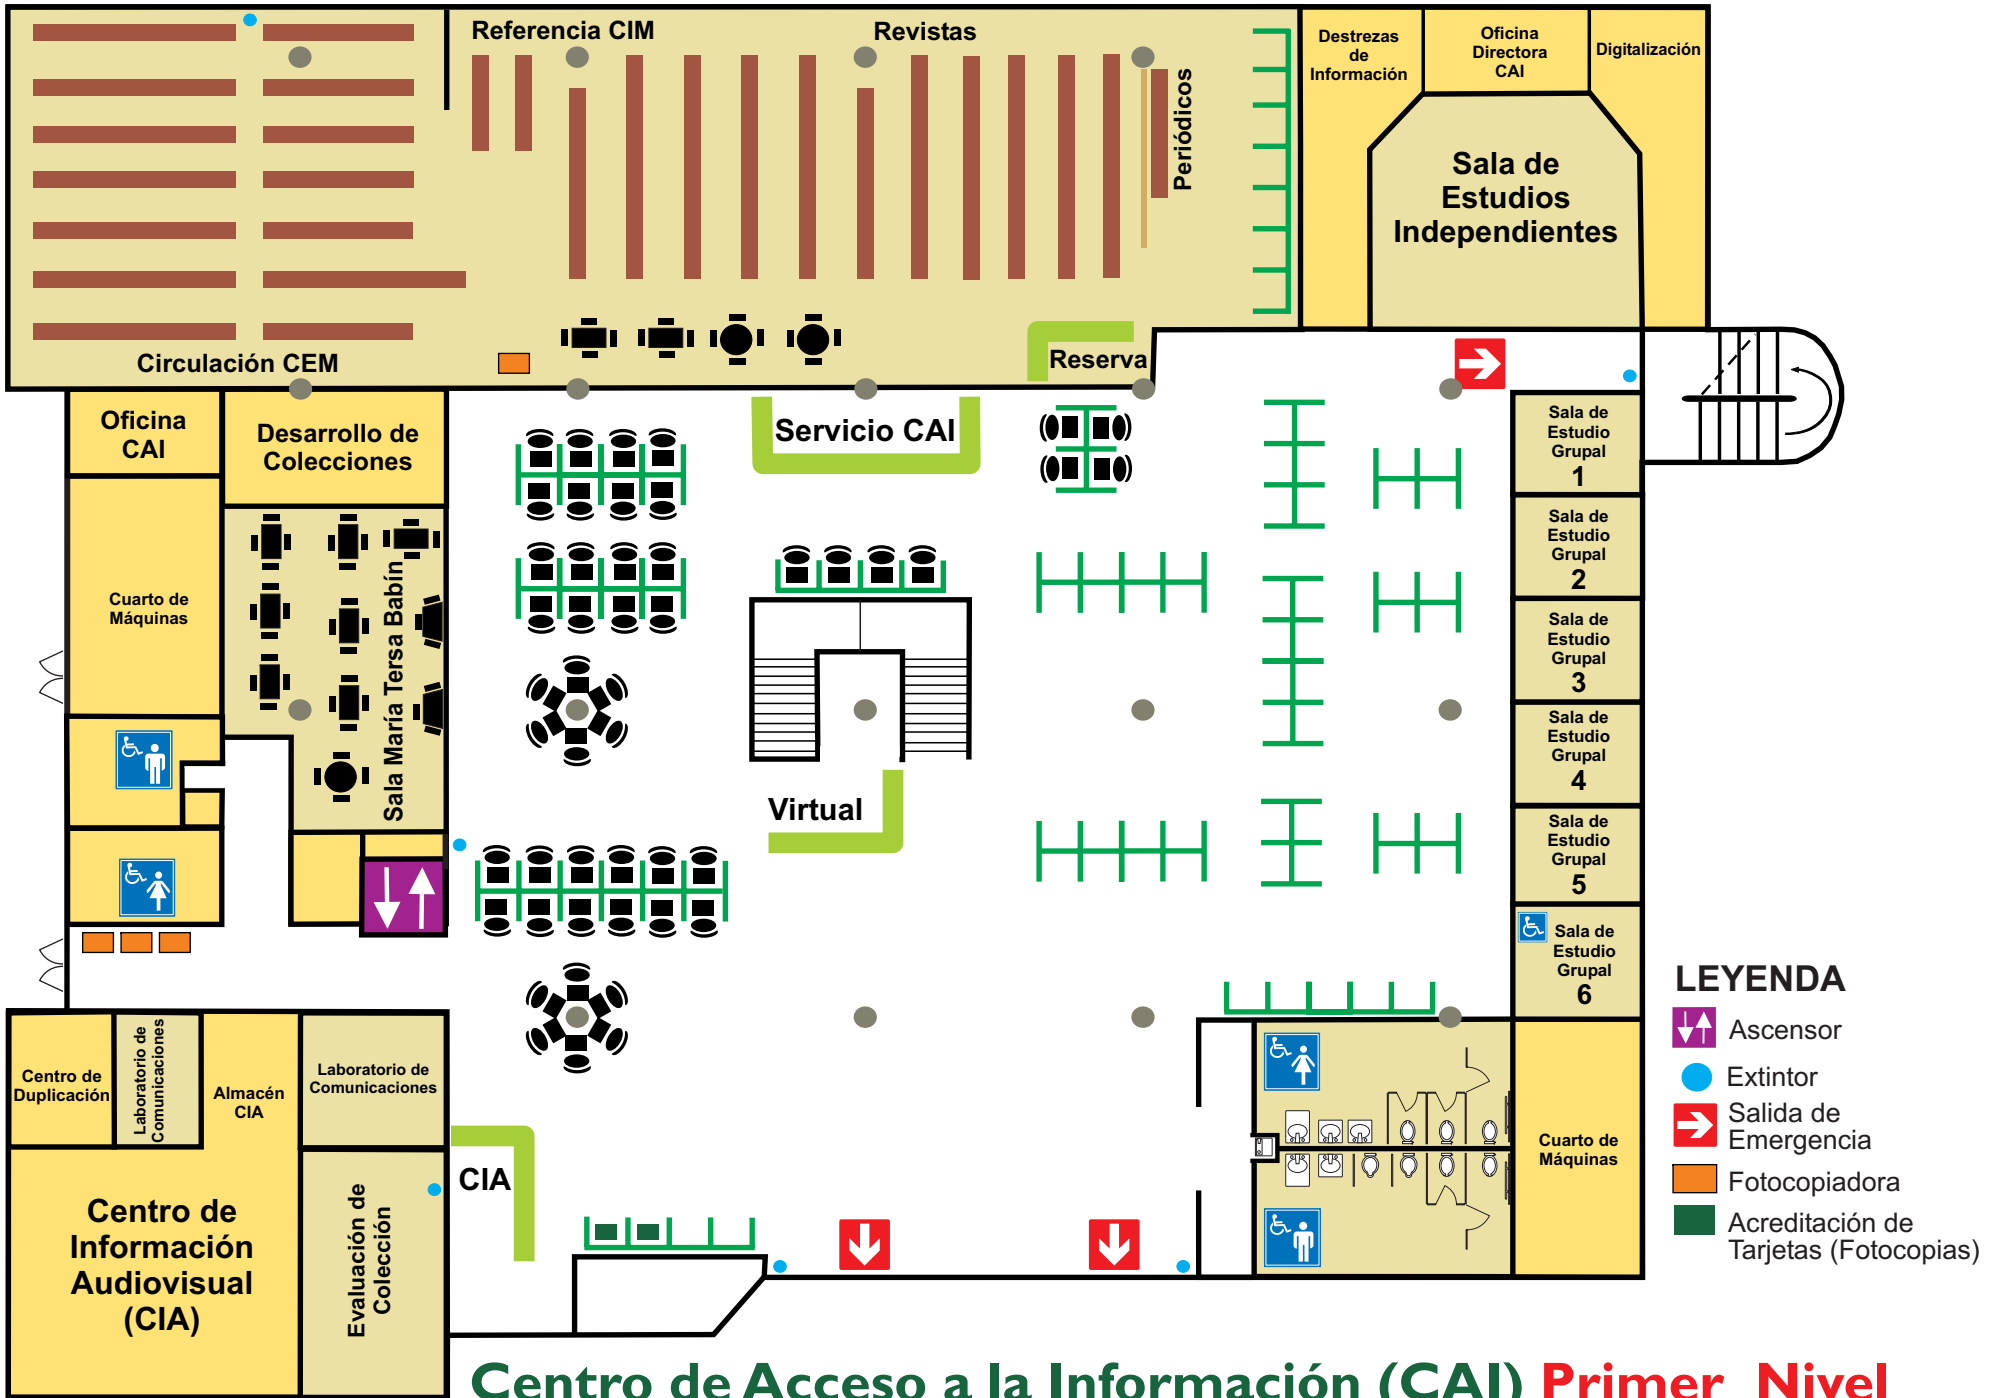 Referencia CIM
Revistas
Periódicos
Destrezas
de
Información
Oficina
Directora
CAI
Digitalización
Sala de
Estudios
Independientes
Circulación CEM
Reserva
Oficina
CAI
Desarrollo de
Colecciones
Servicio CAI
Sala de
Estudio
Grupal
1
Sala de
Estudio
Grupal
2
Sala de
Estudio
Grupal
3
Sala de
Estudio
Grupal
4
Sala de
Estudio
Grupal
5
Sala de
Estudio
Grupal
6
Cuarto de
Máquinas
Sala María Tersa Babín
Virtual
Centro de
Duplicación
Laboratorio de
Comunicaciones
Almacén
CIA
Laboratorio de
Comunicaciones
CIA
Centro de
Información
Audiovisual
(CIA)
Evaluación de
Colección
Cuarto de
Máquinas
LEYENDA
Ascensor
Extintor
Salida de
Emergencia
Fotocopiadora
Acreditación de
Tarjetas (Fotocopias)
Centro de Acceso a la Información (CAI) Primer Nivel